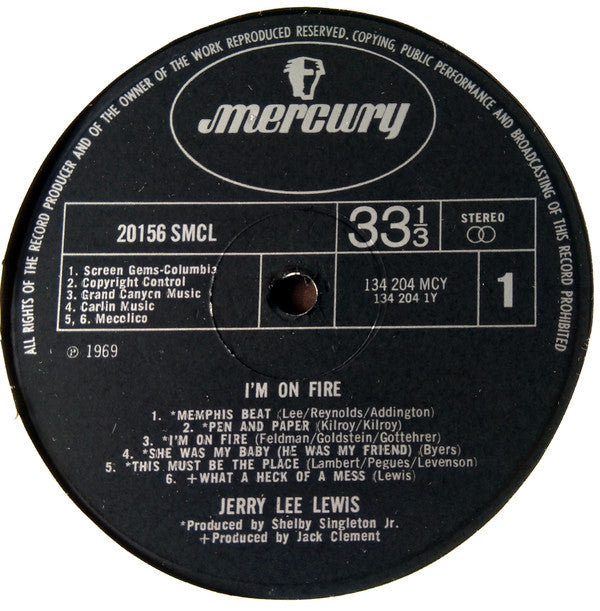 ALL RIGHTS OF THE RECORD PRODUCER AND OF THE OWNER OF THE WORK REPRODUCED RESERVED. COPYING, PUBLIC PERFORMANCE AND BROADCASTING OF THIS RECORD PROHIBITED
mercury
20156 SMCL
33 1/3
STEREO
1. Screen Gems-Columbia
2. Copyright Control
3. Grand Canyon Music
4. Carlin Music
5, 6. Mecolico
134 204 MCY
134 204 1Y
1
℗ 1969
I'M ON FIRE
1. *MEMPHIS BEAT (Lee/Reynolds/Addington)
2. *PEN AND PAPER (Kilroy/Kilroy)
3. *I'M ON FIRE (Feldman/Goldstein/Gottehrer)
4. *SHE WAS MY BABY (HE WAS MY FRIEND) (Byers)
5. *THIS MUST BE THE PLACE (Lambert/Pegues/Levenson)
6. +WHAT A HECK OF A MESS (Lewis)
JERRY LEE LEWIS
*Produced by Shelby Singleton Jr.
+Produced by Jack Clement